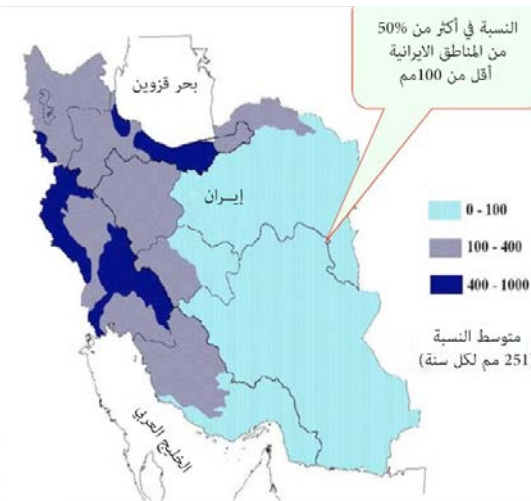 النسبة في أكثر من 50%
من المناطق الايرانية
أقل من 100مم
بحر قزوين
إيــران
0 - 100
100 - 400
400 - 1000
متوسط النسبة
(251 مم لكل سنة)
الخليج العربي